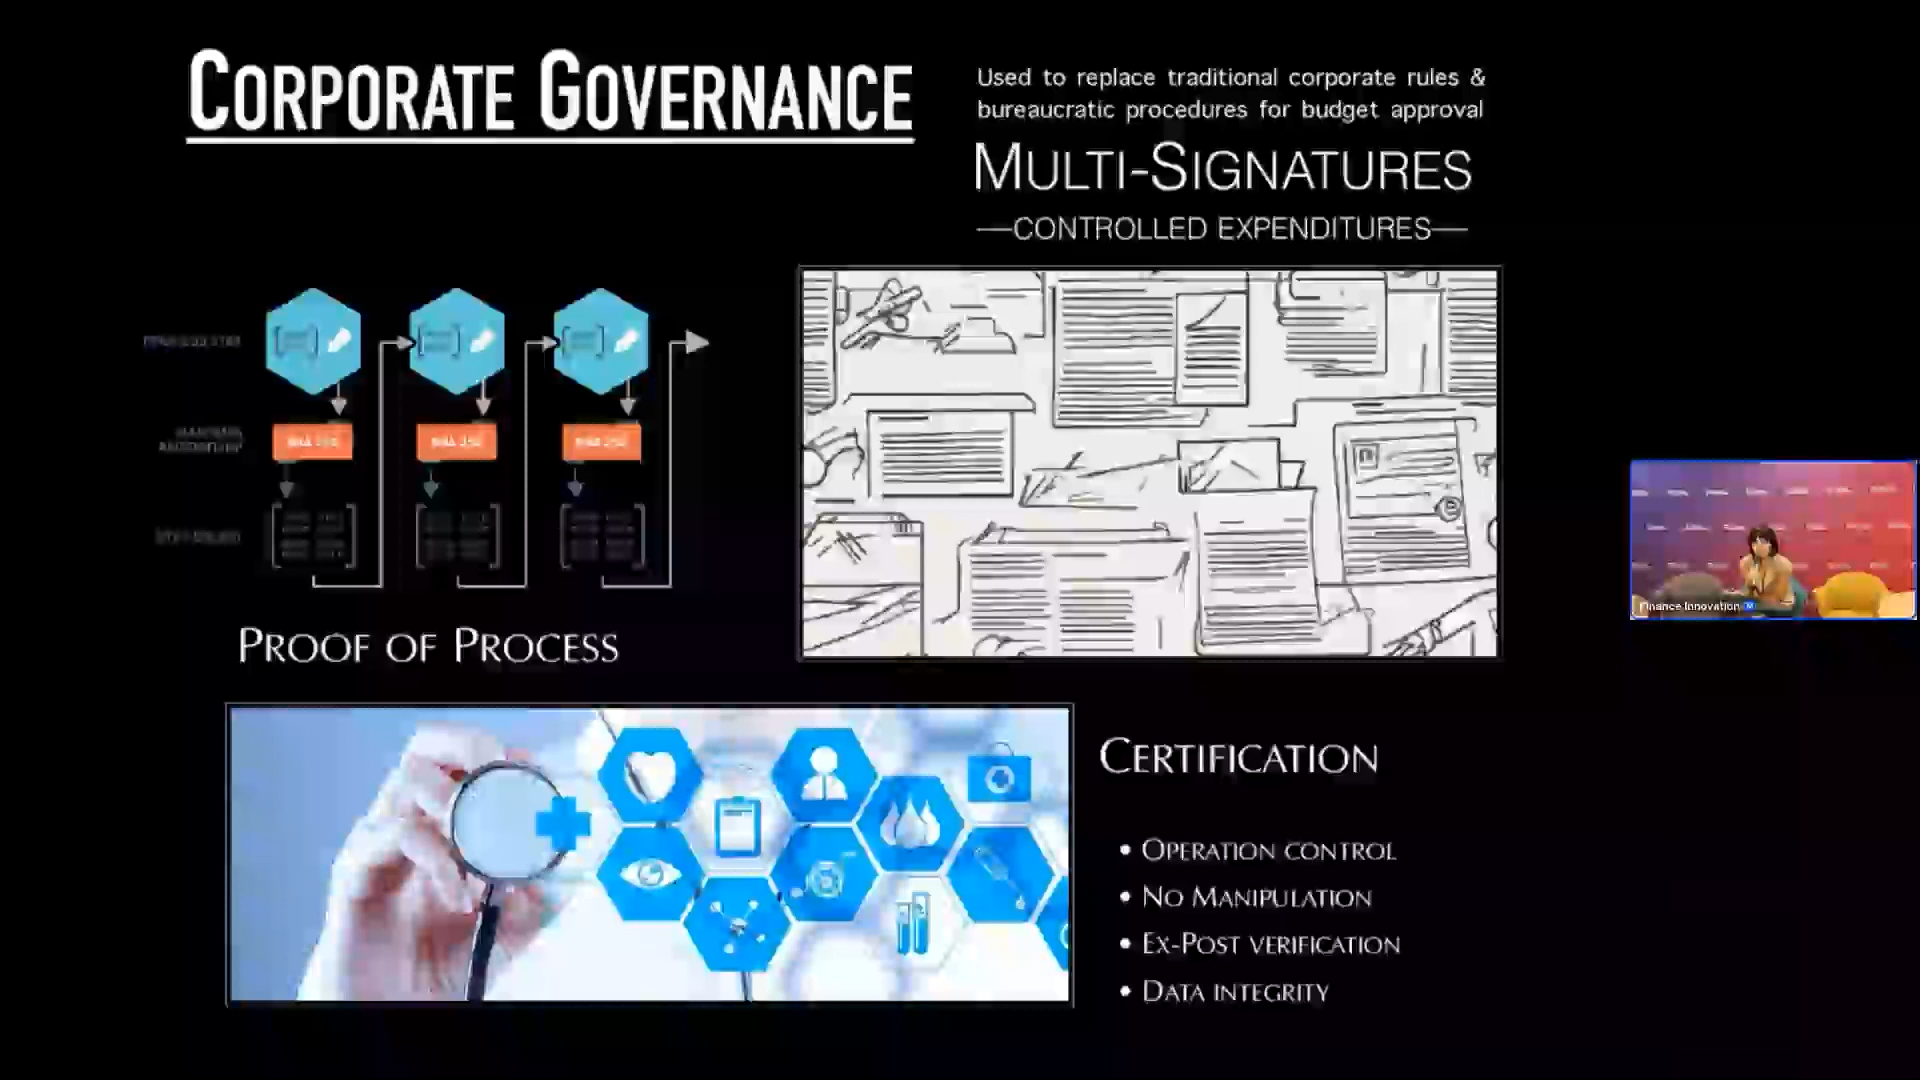 CORPORATE GOVERNANCE
Used to replace traditional corporate rules &
bureaucratic procedures for budget approval
MULTI-SIGNATURES
—CONTROLLED EXPENDITURES—
PROOF OF PROCESS
CERTIFICATION
• OPERATION CONTROL
• NO MANIPULATION
• EX-POST VERIFICATION
• DATA INTEGRITY
Finance Innovation